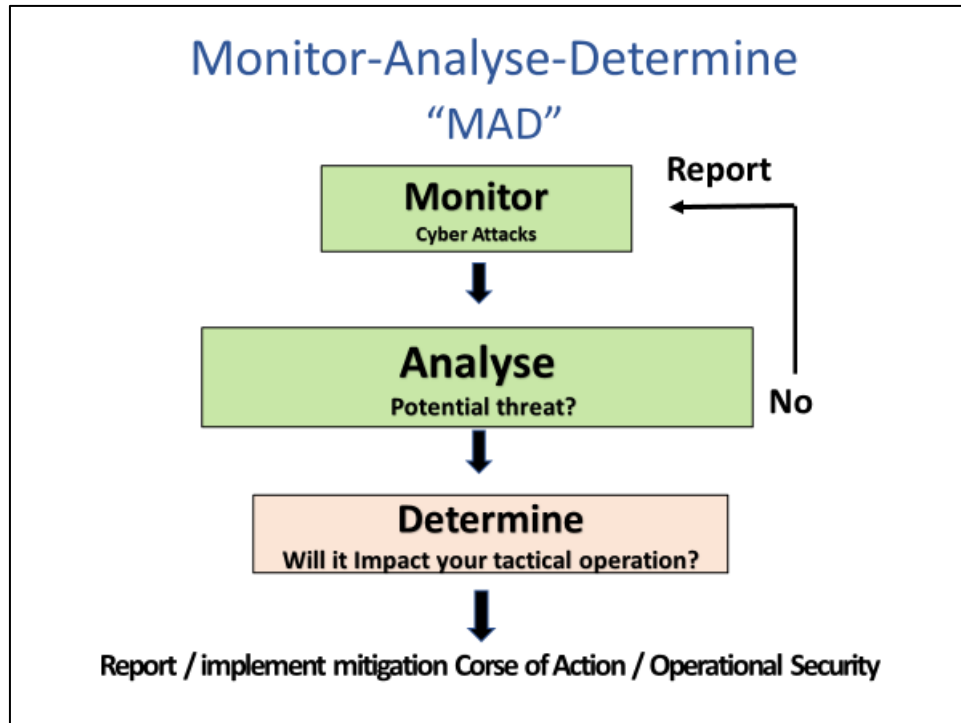 Monitor-Analyse-Determine
“MAD”
Report
Monitor
Cyber Attacks
Analyse
Potential threat?
No
Determine
Will it Impact your tactical operation?
Report / implement mitigation Corse of Action / Operational Security